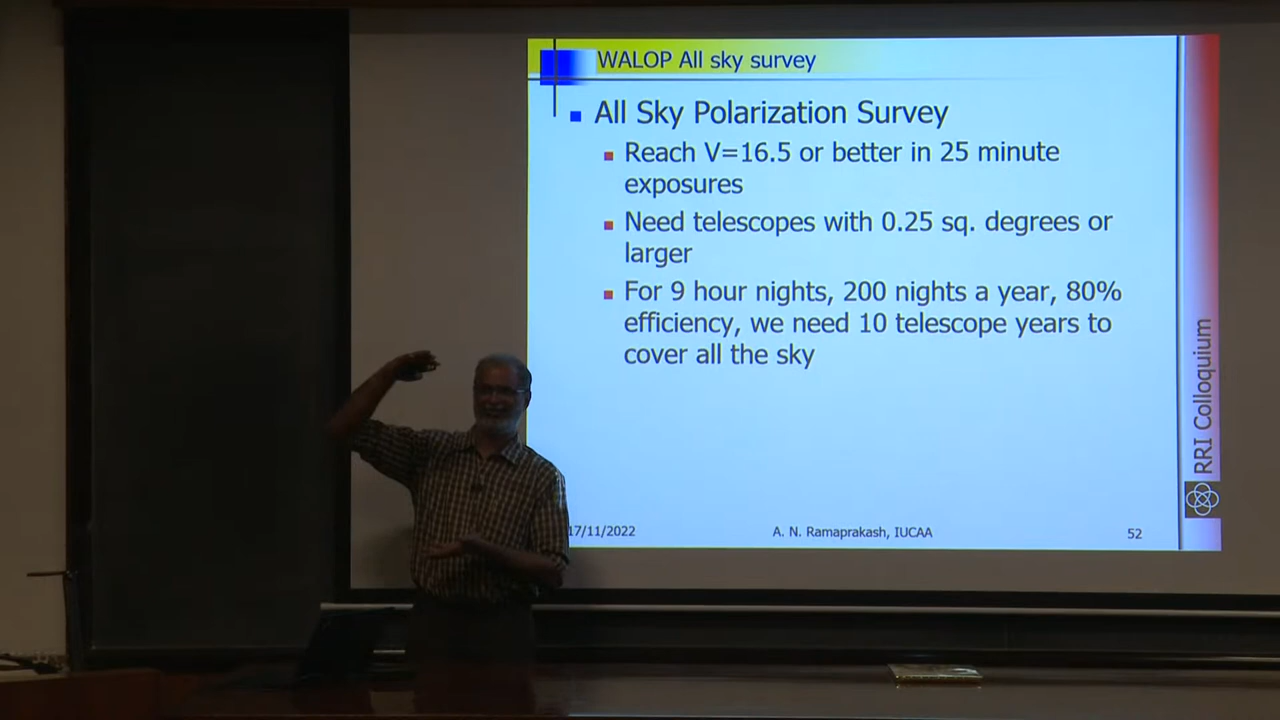 WALOP All sky survey
All Sky Polarization Survey
Reach V=16.5 or better in 25 minute
exposures
Need telescopes with 0.25 sq. degrees or
larger
For 9 hour nights, 200 nights a year, 80%
efficiency, we need 10 telescope years to
cover all the sky
RRI Colloquium
17/11/2022
A. N. Ramaprakash, IUCAA
52